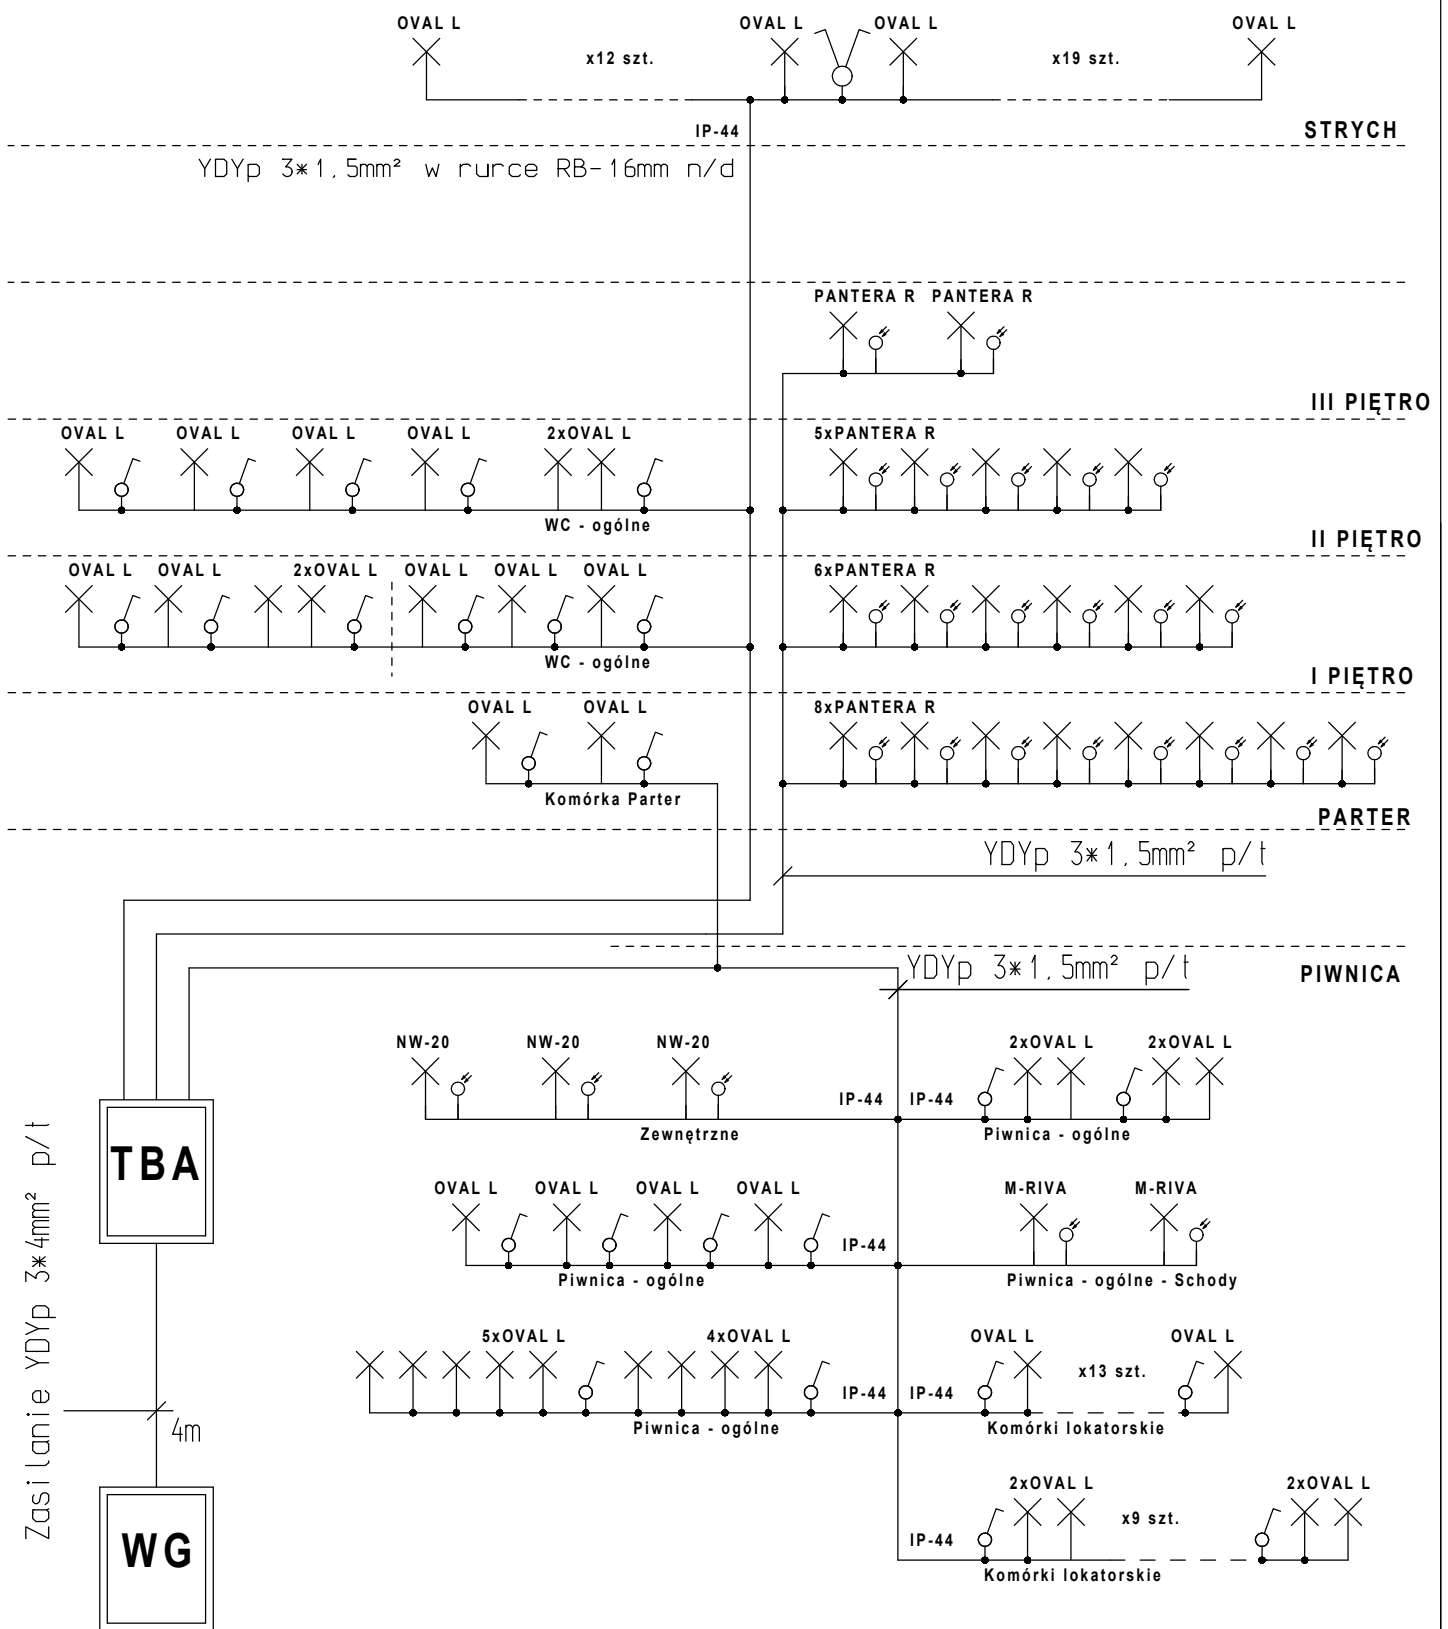 OVAL L OVAL L OVAL L OVAL L
x12 szt. x19 szt.
IP-44 STRYCH
YDYp 3*1,5mm² w rurce RB-16mm n/d
PANTERA R PANTERA R
III PIĘTRO
OVAL L OVAL L OVAL L OVAL L 2xOVAL L 5xPANTERA R
WC - ogólne
II PIĘTRO
OVAL L OVAL L 2xOVAL L OVAL L OVAL L OVAL L 6xPANTERA R
WC - ogólne
I PIĘTRO
OVAL L OVAL L 8xPANTERA R
Komórka Parter
PARTER
YDYp 3*1,5mm² p/t
YDYp 3*1,5mm² p/t PIWNICA
NW-20 NW-20 NW-20 2xOVAL L 2xOVAL L
IP-44 IP-44
Zewnętrzne Piwnica - ogólne
TBA
OVAL L OVAL L OVAL L OVAL L M-RIVA M-RIVA
IP-44
Piwnica - ogólne Piwnica - ogólne - Schody
Zasilanie YDYp 3*4mm² p/t
5xOVAL L 4xOVAL L OVAL L OVAL L
x13 szt.
IP-44 IP-44
4m
Piwnica - ogólne Komórki lokatorskie
2xOVAL L 2xOVAL L
x9 szt.
WG
IP-44
Komórki lokatorskie